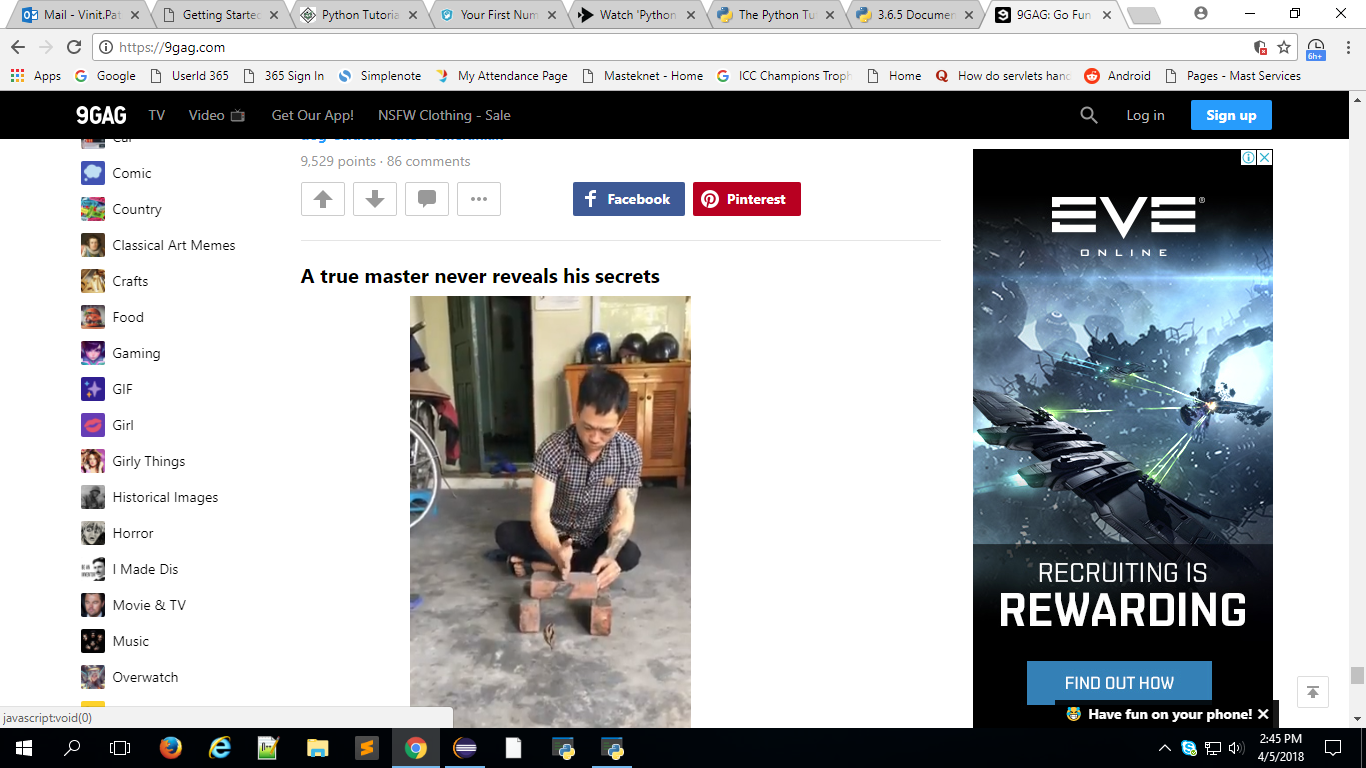 Mail - Vinit.Pat
Getting Starte
Python Tutoria
Your First Num
Watch 'Python
The Python Tu
3.6.5 Documen
9GAG: Go Fun
https://9gag.com
6h+
Apps
Google
UserId 365
365 Sign In
Simplenote
My Attendance Page
Masteknet - Home
ICC Champions Troph
Home
How do servlets hand
Android
Pages - Mast Services
9GAG
TV
Video
Get Our App!
NSFW Clothing - Sale
Log in
Sign up
Car
Comic
Country
Classical Art Memes
Crafts
Food
Gaming
GIF
Girl
Girly Things
Historical Images
Horror
I Made Dis
Movie & TV
Music
Overwatch
javascript:void(0)
9,529 points · 86 comments
Facebook
Pinterest
A true master never reveals his secrets
EVE
ONLINE
RECRUITING IS
REWARDING
FIND OUT HOW
Have fun on your phone!
2:45 PM
4/5/2018